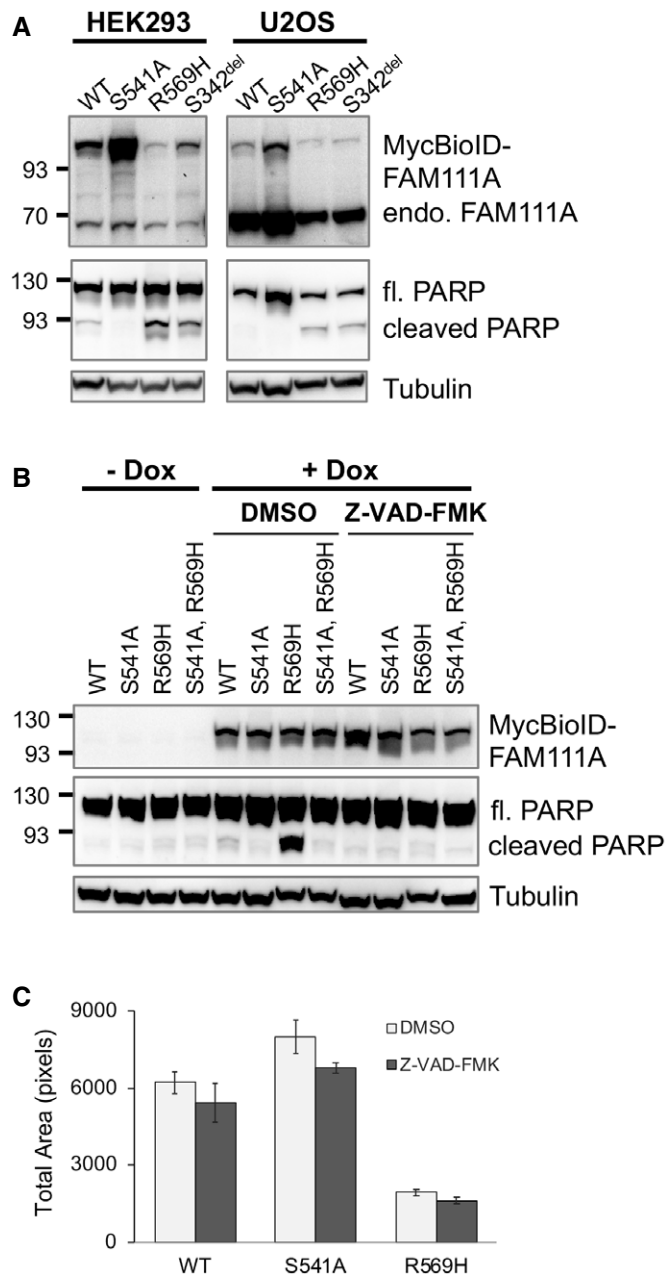 A
HEK293 U2OS
WT S541A R569H S342del WT S541A R569H S342del
MycBioID-
93 FAM111A
70 endo. FAM111A
130 fl. PARP
93 cleaved PARP
Tubulin
B
- Dox + Dox
DMSO Z-VAD-FMK
WT S541A R569H S541A, R569H WT S541A R569H S541A, R569H WT S541A R569H S541A, R569H
130 MycBioID-
93 FAM111A
130 fl. PARP
93 cleaved PARP
Tubulin
C
Total Area (pixels)
9000
6000
3000
0
DMSO
Z-VAD-FMK
WT S541A R569H